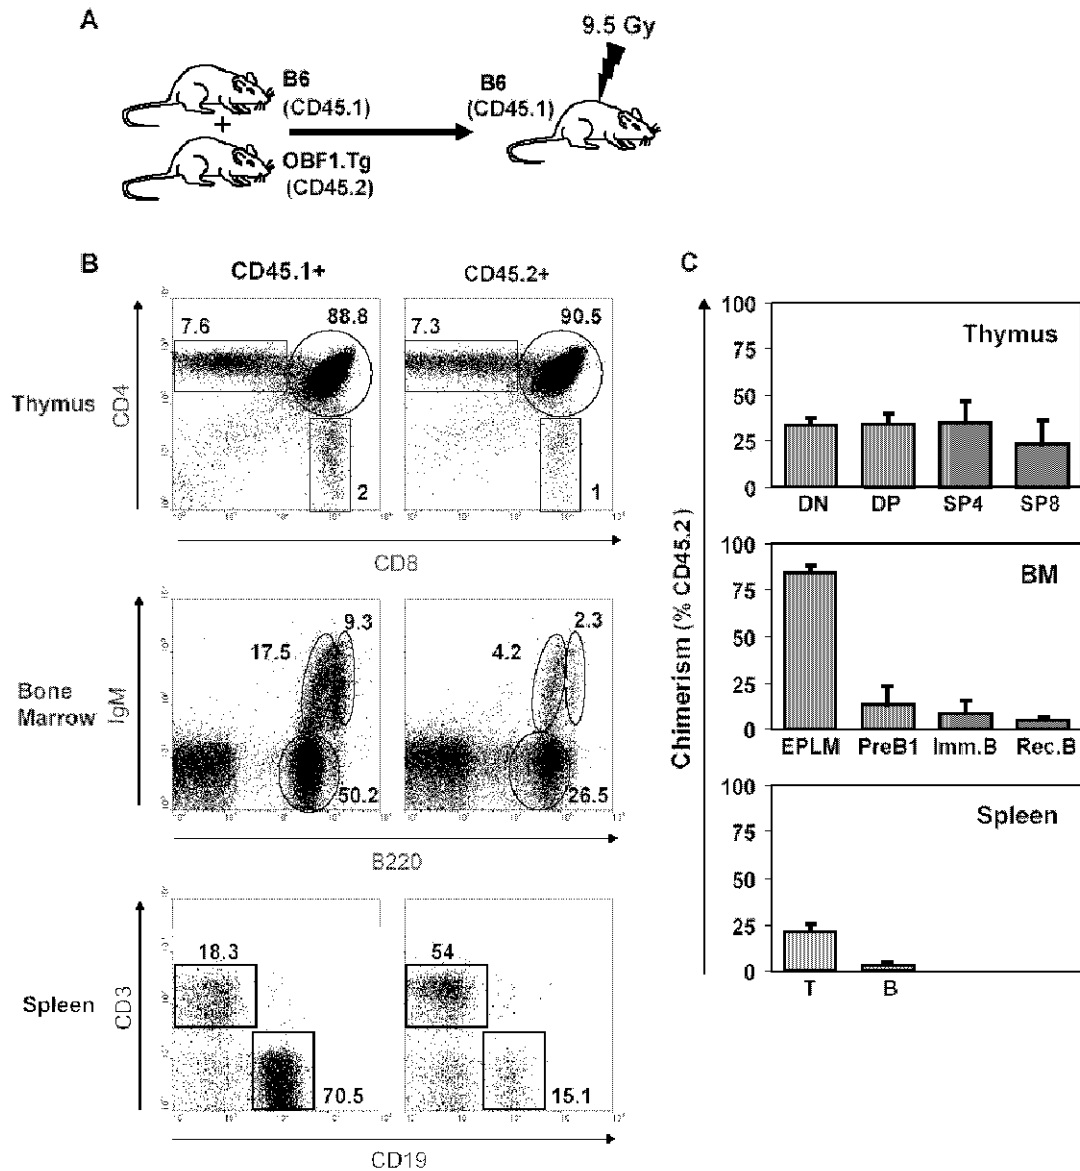 A
9.5 Gy
B6
(CD45.1)
+
OBF1.Tg
(CD45.2)
B6
(CD45.1)
B
CD45.1+
CD45.2+
Thymus
CD4
7.6
88.8
2
7.3
90.5
1
CD8
Bone
Marrow
IgM
17.5
9.3
50.2
4.2
2.3
26.5
B220
Spleen
CD3
18.3
70.5
54
15.1
CD19
C
Chimerism (% CD45.2)
100
75
50
25
0
Thymus
DN DP SP4 SP8
100
75
50
25
0
BM
EPLM PreB1 Imm.B Rec.B
100
75
50
25
0
Spleen
T B